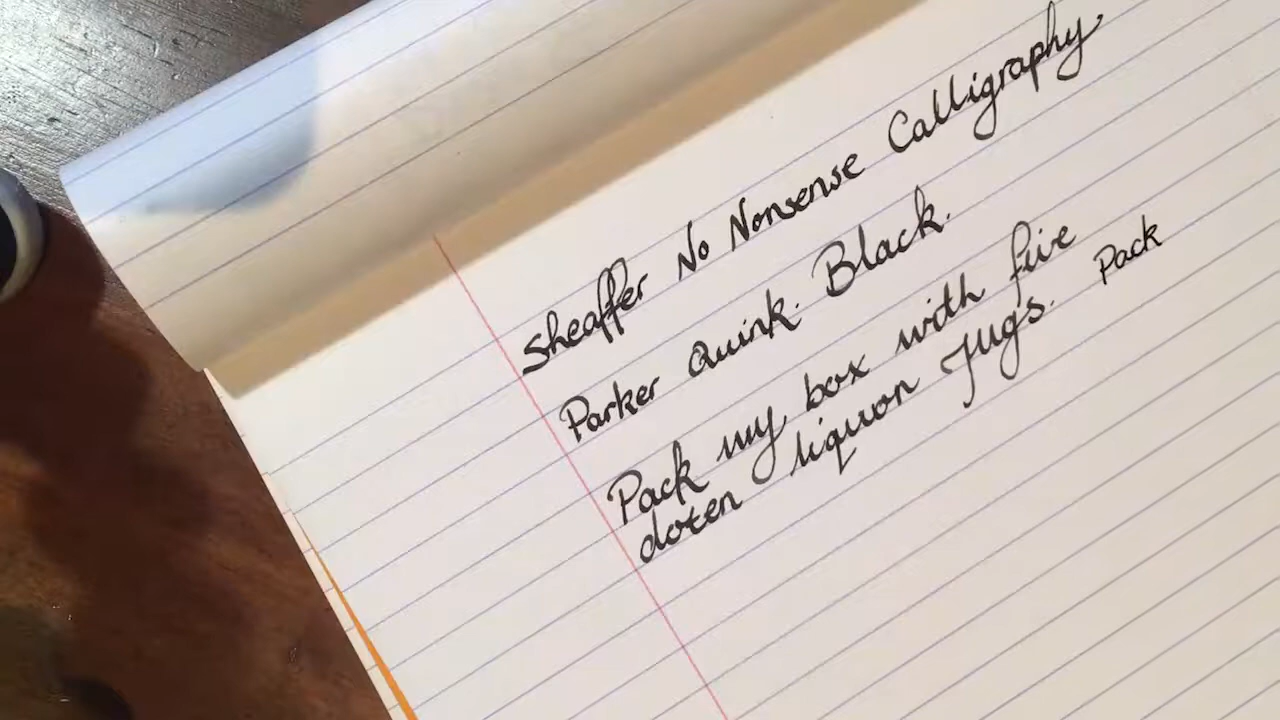 Sheaffer No Nonsense Calligraphy
Parker Quink. Black.
Pack my box with five
dozen liquor Jugs. Pack